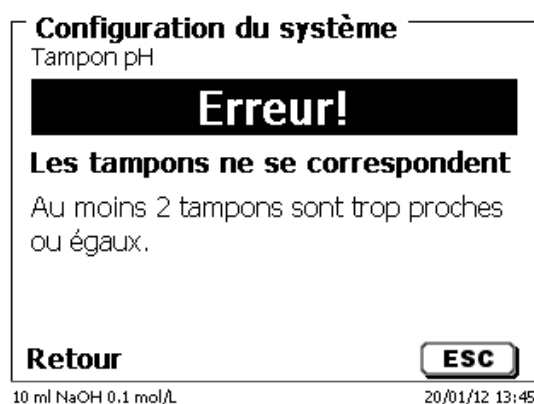 Configuration du système
Tampon pH
Erreur!
Les tampons ne se correspondent
Au moins 2 tampons sont trop proches
ou égaux.
Retour ESC
10 ml NaOH 0.1 mol/L 20/01/12 13:45